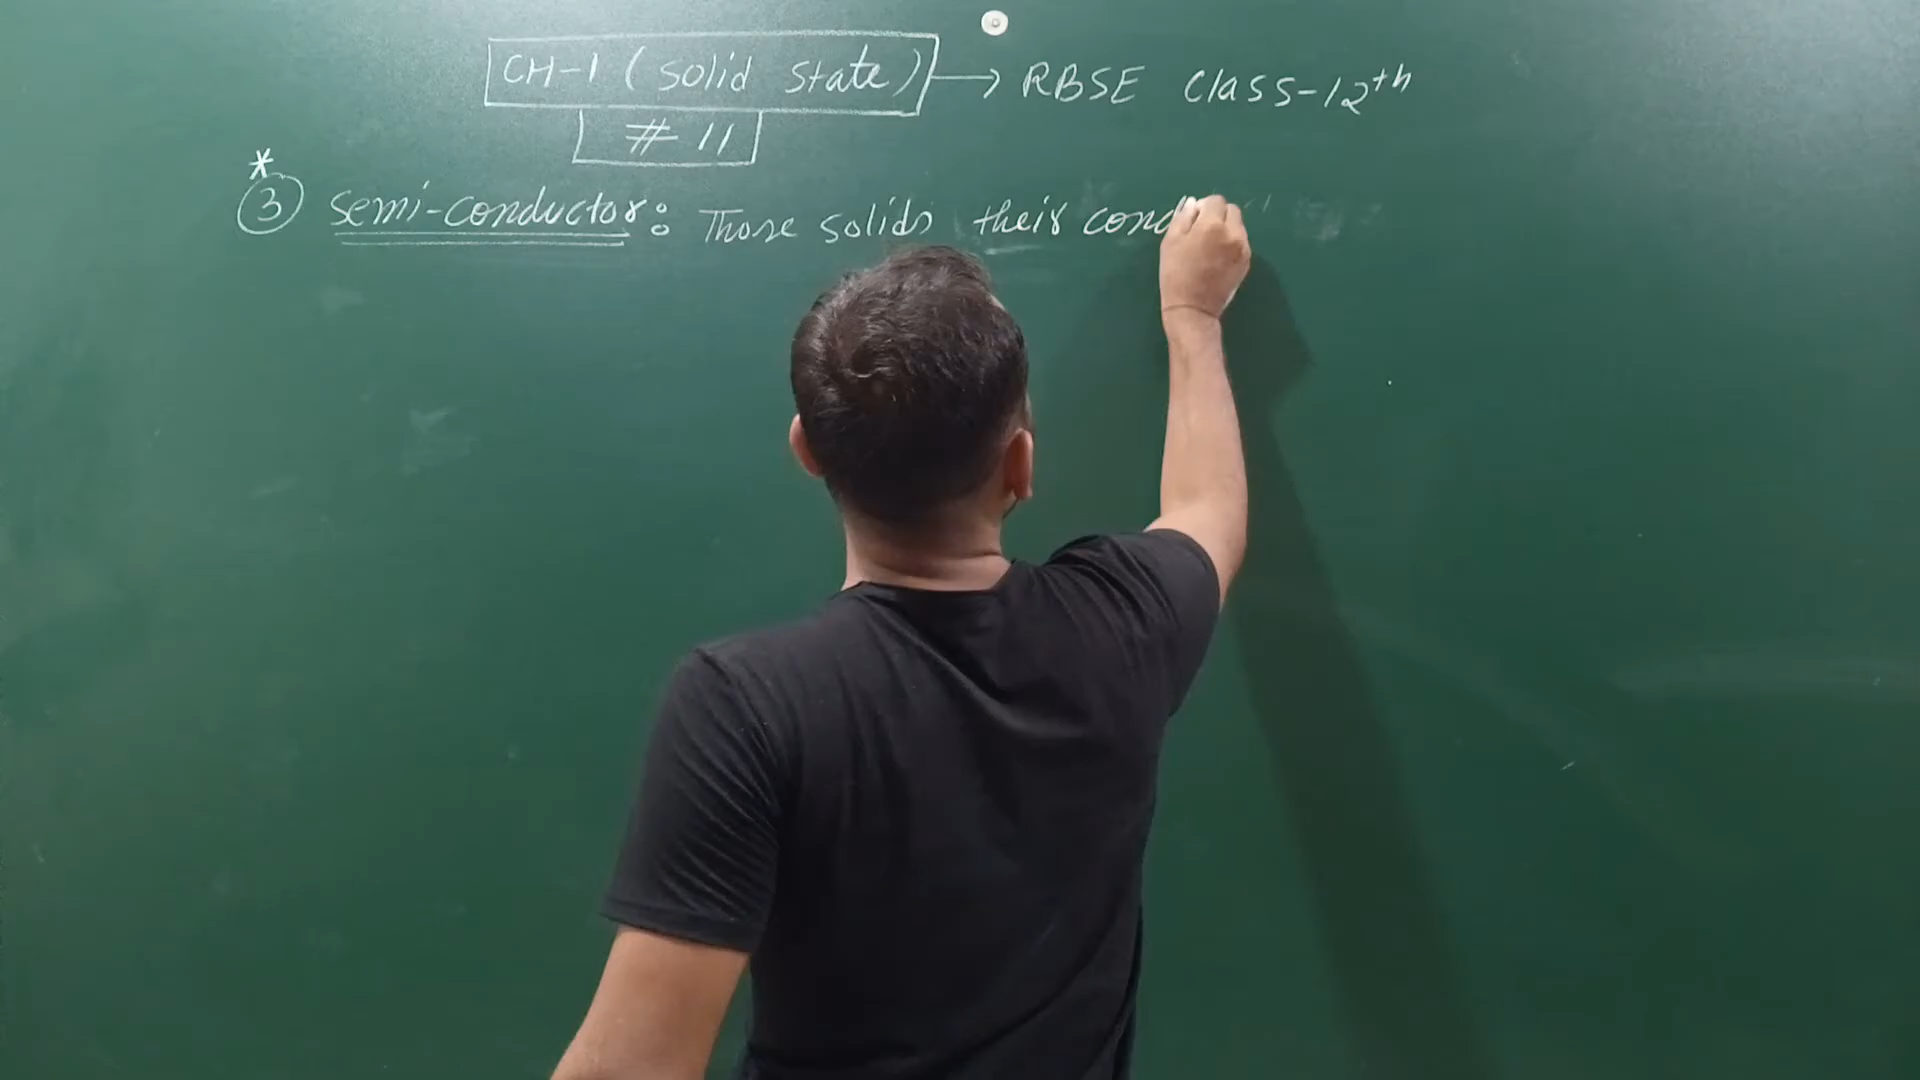 CH-1 (Solid State) → RBSE Class-12th
# 11
* ③ Semi-conductor: Those solids their cond